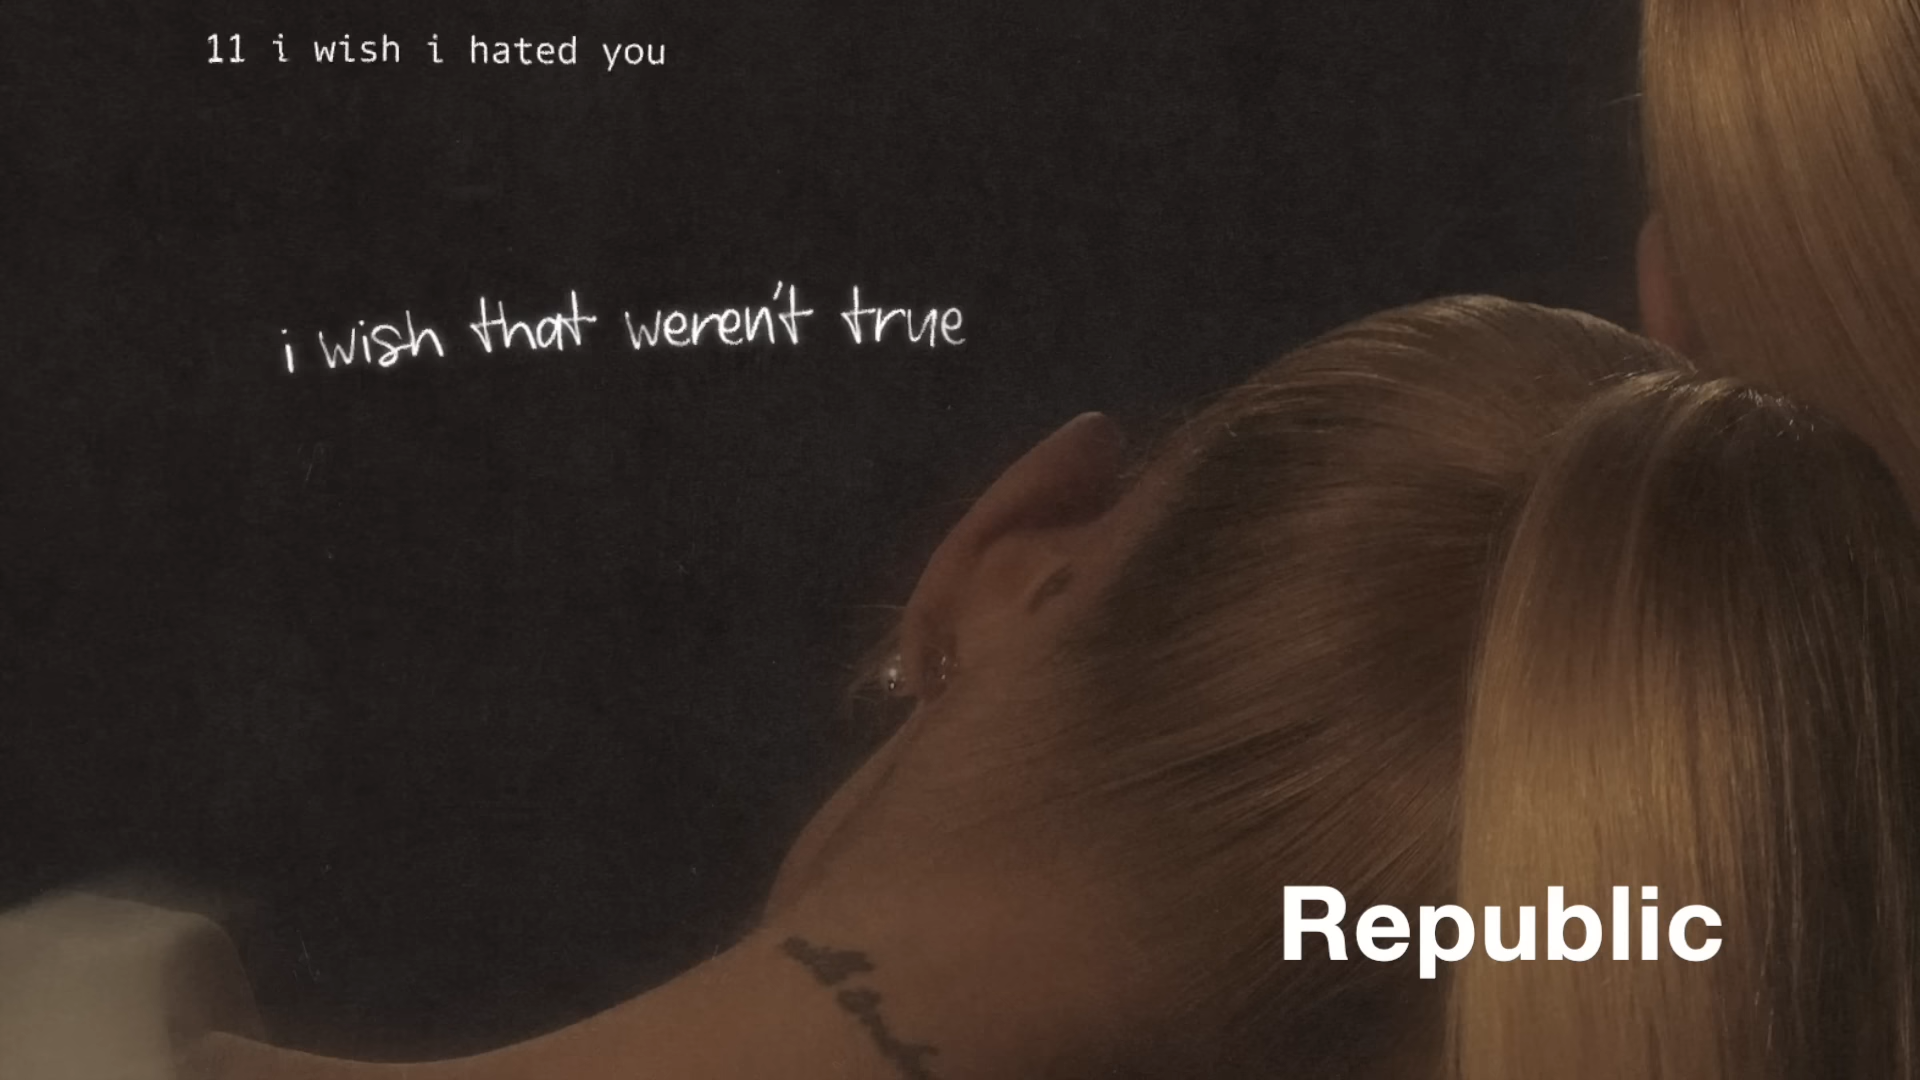 11 i wish i hated you
i wish that weren't true
Republic